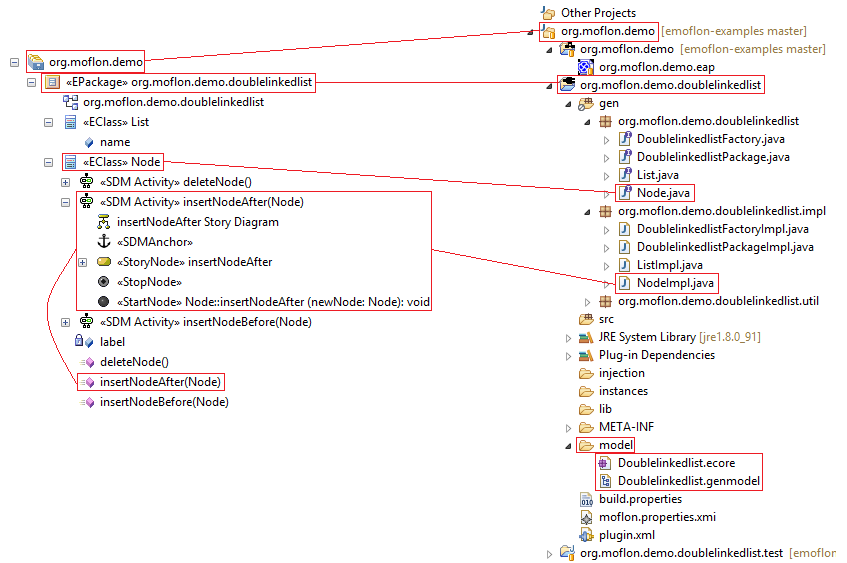 org.moflon.demo
«EPackage» org.moflon.demo.doublelinkedlist
org.moflon.demo.doublelinkedlist
«EClass» List
name
«EClass» Node
«SDM Activity» deleteNode()
«SDM Activity» insertNodeAfter(Node)
insertNodeAfter Story Diagram
«SDMAnchor»
«StoryNode» insertNodeAfter
«StopNode»
«StartNode» Node::insertNodeAfter (newNode: Node): void
«SDM Activity» insertNodeBefore(Node)
label
deleteNode()
insertNodeAfter(Node)
insertNodeBefore(Node)
Other Projects
org.moflon.demo [emoflon-examples master]
org.moflon.demo [emoflon-examples master]
org.moflon.demo.eap
org.moflon.demo.doublelinkedlist
gen
org.moflon.demo.doublelinkedlist
DoublelinkedlistFactory.java
DoublelinkedlistPackage.java
List.java
Node.java
org.moflon.demo.doublelinkedlist.impl
DoublelinkedlistFactoryImpl.java
DoublelinkedlistPackageImpl.java
ListImpl.java
NodeImpl.java
org.moflon.demo.doublelinkedlist.util
src
JRE System Library [jre1.8.0_91]
Plug-in Dependencies
injection
instances
lib
META-INF
model
Doublelinkedlist.ecore
Doublelinkedlist.genmodel
build.properties
moflon.properties.xmi
plugin.xml
org.moflon.demo.doublelinkedlist.test [emoflon